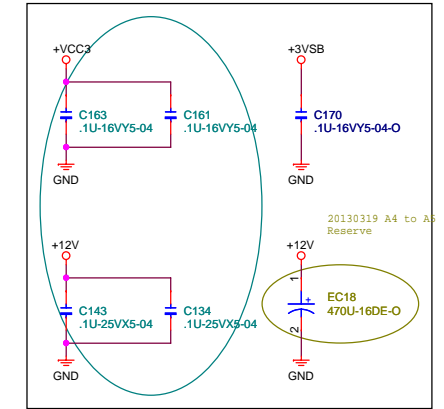 +VCC3
C163
.1U-16VY5-04
C161
.1U-16VY5-04
GND
+3VSB
C170
.1U-16VY5-04-O
GND
20130319 A4 to A5
Reserve
+12V
C143
.1U-25VX5-04
C134
.1U-25VX5-04
GND
+12V
1
+
EC18
470U-16DE-O
2
GND